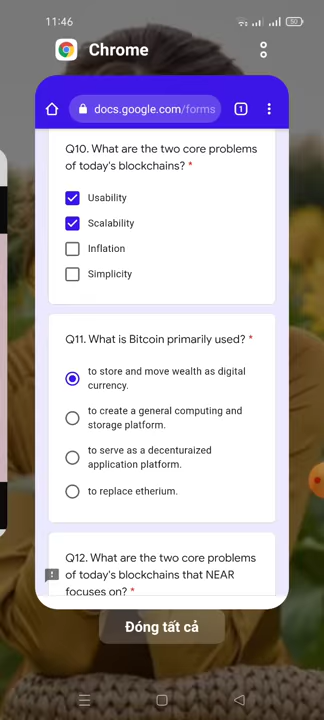 11:46
50
Chrome
docs.google.com/forms
1
Q10. What are the two core problems
of today's blockchains? *
Usability
Scalability
Inflation
Simplicity
Q11. What is Bitcoin primarily used? *
to store and move wealth as digital
currency.
to create a general computing and
storage platform.
to serve as a decenturaized
application platform.
to replace etherium.
Q12. What are the two core problems
of today's blockchains that NEAR
focuses on? *
Đóng tất cả